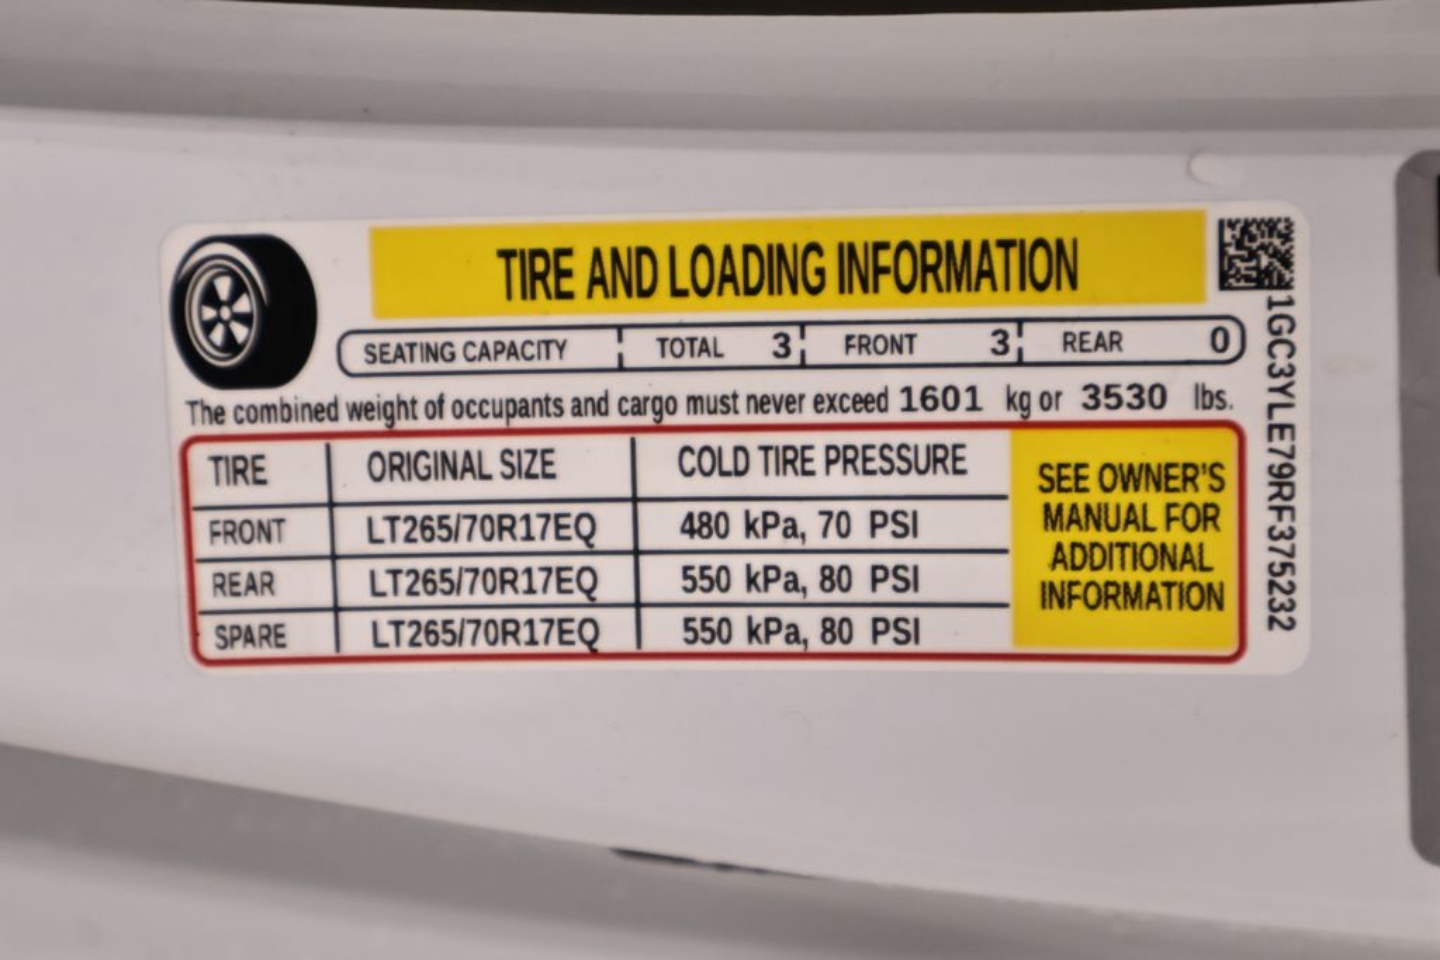 TIRE AND LOADING INFORMATION
SEATING CAPACITY TOTAL 3 FRONT 3 REAR 0
The combined weight of occupants and cargo must never exceed 1601 kg or 3530 lbs.
TIRE ORIGINAL SIZE COLD TIRE PRESSURE
FRONT LT265/70R17EQ 480 kPa, 70 PSI
REAR LT265/70R17EQ 550 kPa, 80 PSI
SPARE LT265/70R17EQ 550 kPa, 80 PSI
SEE OWNER'S
MANUAL FOR
ADDITIONAL
INFORMATION
1GC3YLE79RF375232